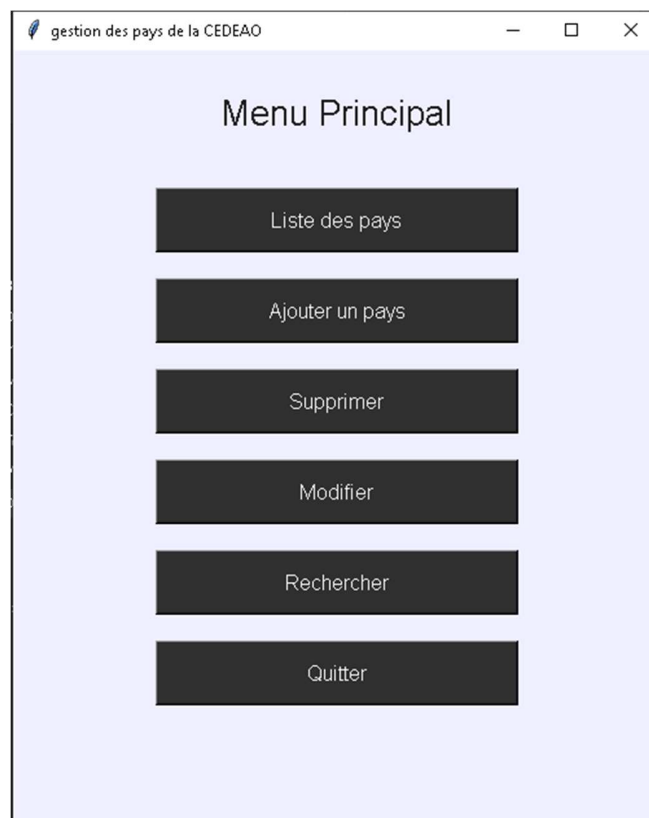 gestion des pays de la CEDEAO
Menu Principal
Liste des pays
Ajouter un pays
Supprimer
Modifier
Rechercher
Quitter